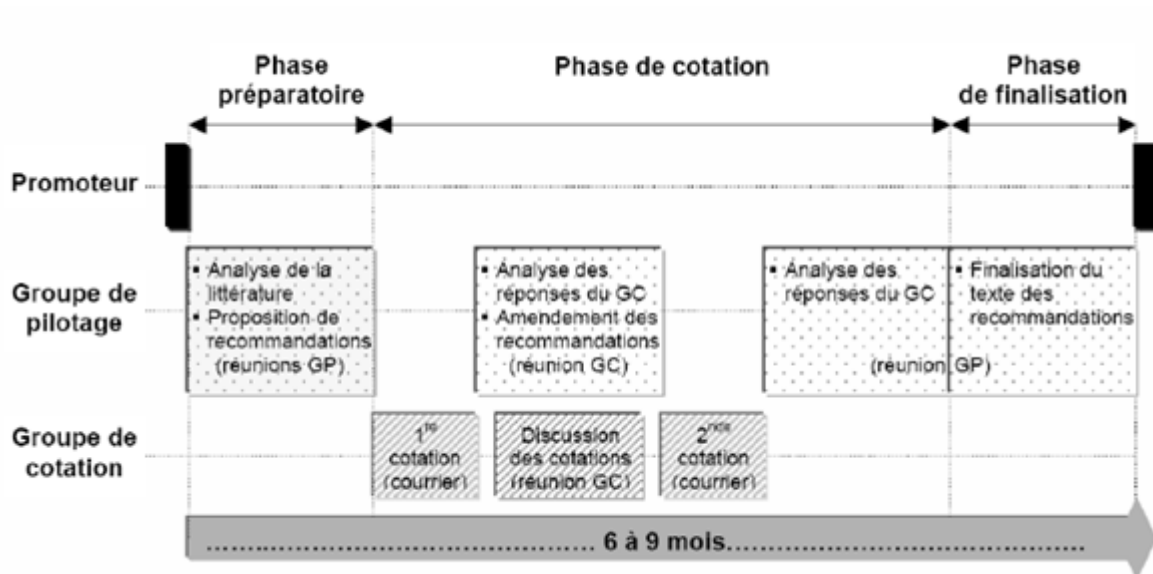 Phase
préparatoire
Phase de cotation
Phase
de finalisation
Promoteur
Groupe de
pilotage
▪ Analyse de la
littérature
▪ Proposition de
recommandations
(réunions GP)
▪ Analyse des
réponses du GC
▪ Amendement des
recommandations
(réunion GC)
▪ Analyse des
réponses du GC
▪ Finalisation du
texte des
recommandations
(réunion GP)
Groupe de
cotation
1re
cotation
(courrier)
Discussion
des cotations
(réunion GC)
cotation
(courrier)
6 à 9 mois